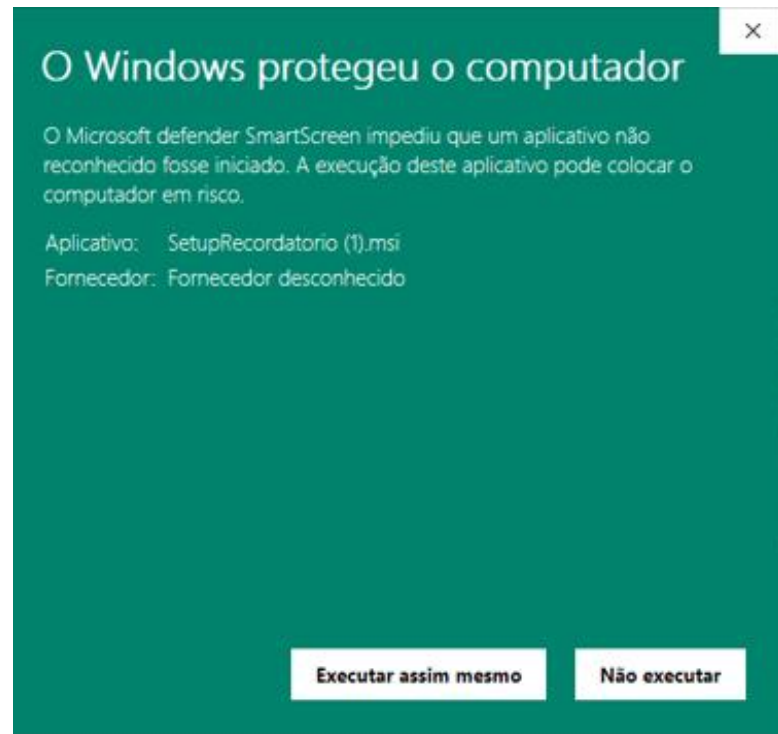 O Windows protegeu o computador
O Microsoft defender SmartScreen impediu que um aplicativo não
reconhecido fosse iniciado. A execução deste aplicativo pode colocar o
computador em risco.
Aplicativo: SetupRecordatorio (1).msi
Fornecedor: Fornecedor desconhecido
Executar assim mesmo Não executar